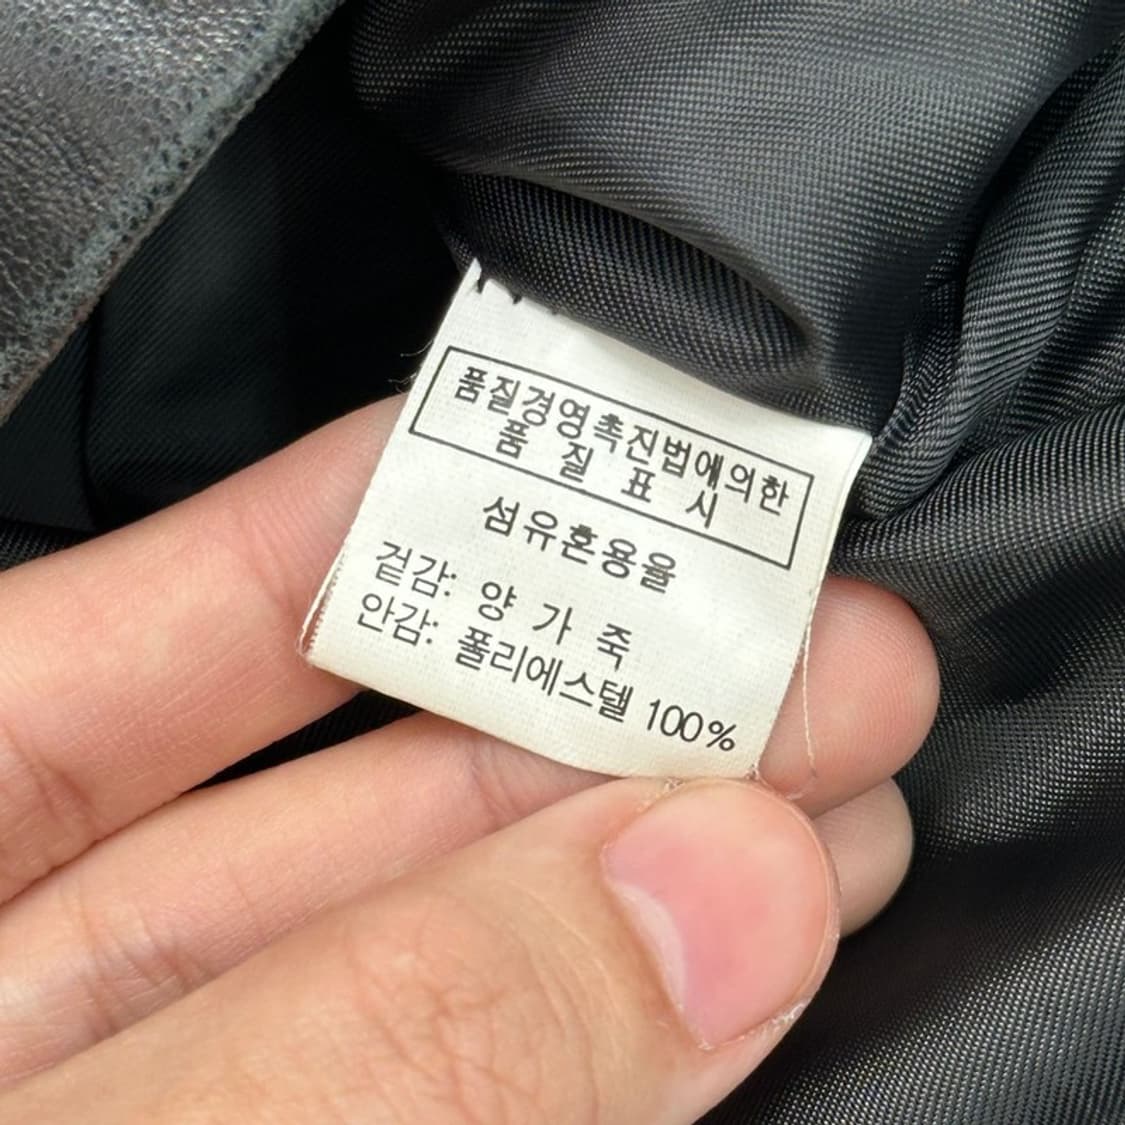 품질경영촉진법에의한
품 질 표 시
섬유혼용율
겉감: 양 가 죽
안감: 폴리에스텔 100%